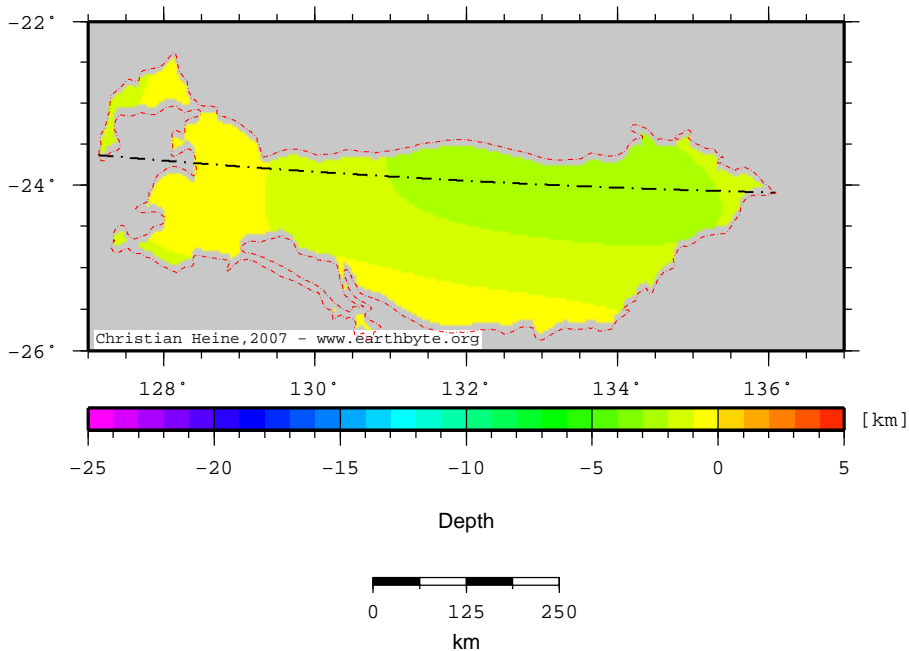 −22°
−24°
−26°
Christian Heine,2007 - www.earthbyte.org
128° 130° 132° 134° 136°
[km]
−25 −20 −15 −10 −5 0 5
Depth
0 125 250
km